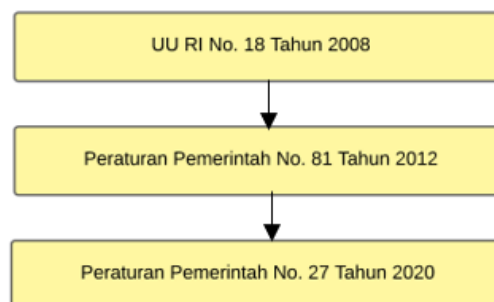 UU RI No. 18 Tahun 2008
Peraturan Pemerintah No. 81 Tahun 2012
Peraturan Pemerintah No. 27 Tahun 2020